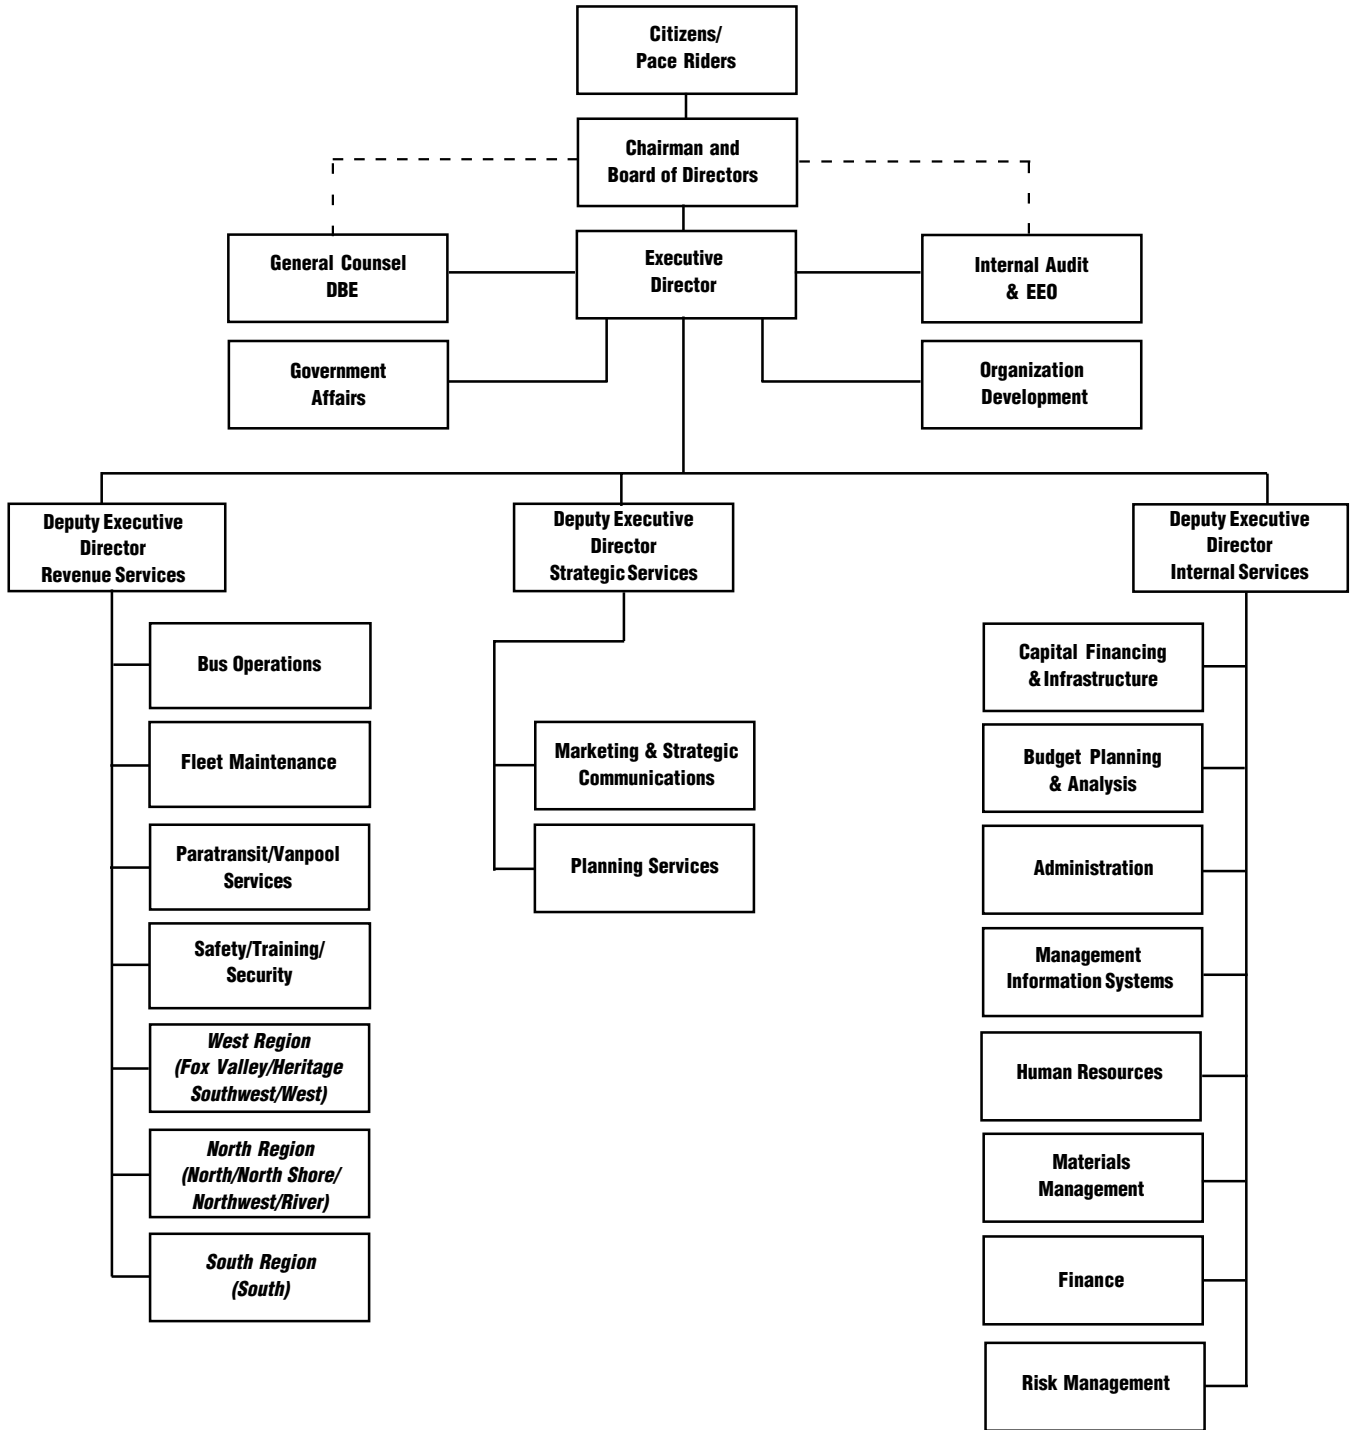 Citizens/
Pace Riders
Chairman and
Board of Directors
General Counsel
DBE
Executive
Director
Internal Audit
& EEO
Government
Affairs
Organization
Development
Deputy Executive
Director
Revenue Services
Deputy Executive
Director
Strategic Services
Deputy Executive
Director
Internal Services
Bus Operations
Fleet Maintenance
Paratransit/Vanpool
Services
Safety/Training/
Security
West Region
(Fox Valley/Heritage
Southwest/West)
North Region
(North/North Shore/
Northwest/River)
South Region
(South)
Marketing & Strategic
Communications
Planning Services
Capital Financing
& Infrastructure
Budget Planning
& Analysis
Administration
Management
Information Systems
Human Resources
Materials
Management
Finance
Risk Management